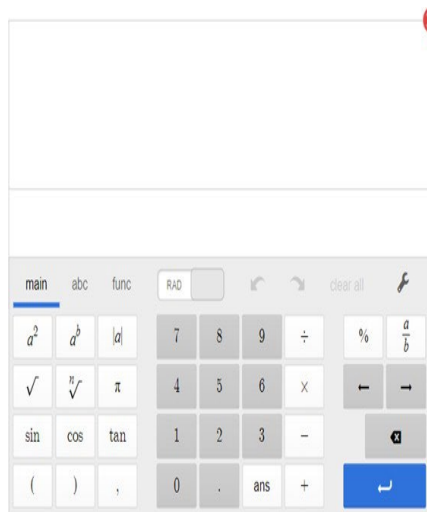 main abc func RAD clear all
a² aᵇ |a| 7 8 9 ÷ % a/b
√ ⁿ√ π 4 5 6 × ← →
sin cos tan 1 2 3 −
( ) , 0 . ans +